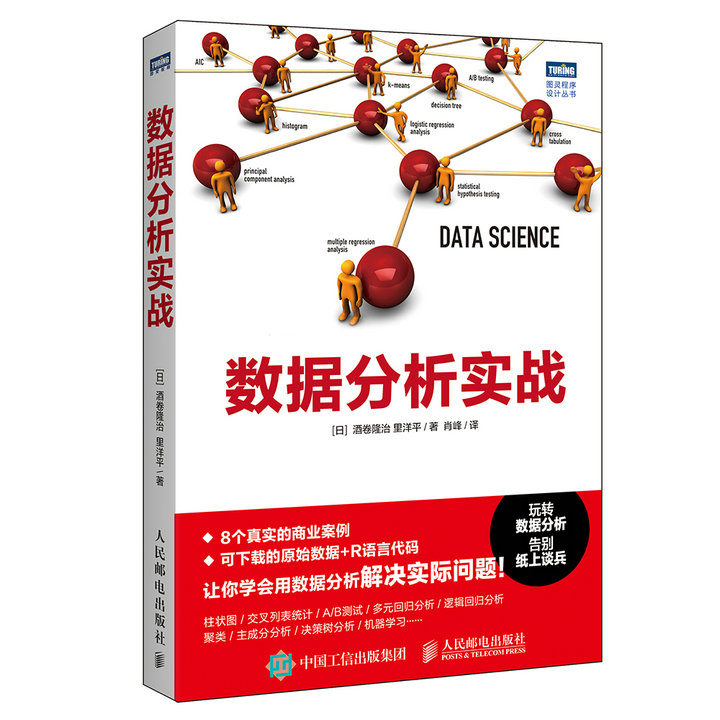 TURING
图灵教育
数据分析实战
[日] 酒卷隆治 里洋平/著
人民邮电出版社
AIC
k-means
A/B testing
decision tree
histogram
logistic regression
analysis
cross
tabulation
principal
component analysis
statistical
hypothesis testing
multiple regression
analysis
TURING
图灵程序
设计丛书
DATA SCIENCE
数据分析实战
[日] 酒卷隆治 里洋平/著 肖峰/译
◆ 8个真实的商业案例
◆ 可下载的原始数据+R语言代码
让你学会用数据分析解决实际问题!
玩转
数据分析
告别
纸上谈兵
柱状图/交叉列表统计/A/B测试/多元回归分析/逻辑回归分析
聚类/主成分分析/决策树分析/机器学习……
中国工信出版集团
人民邮电出版社
POSTS & TELECOM PRESS